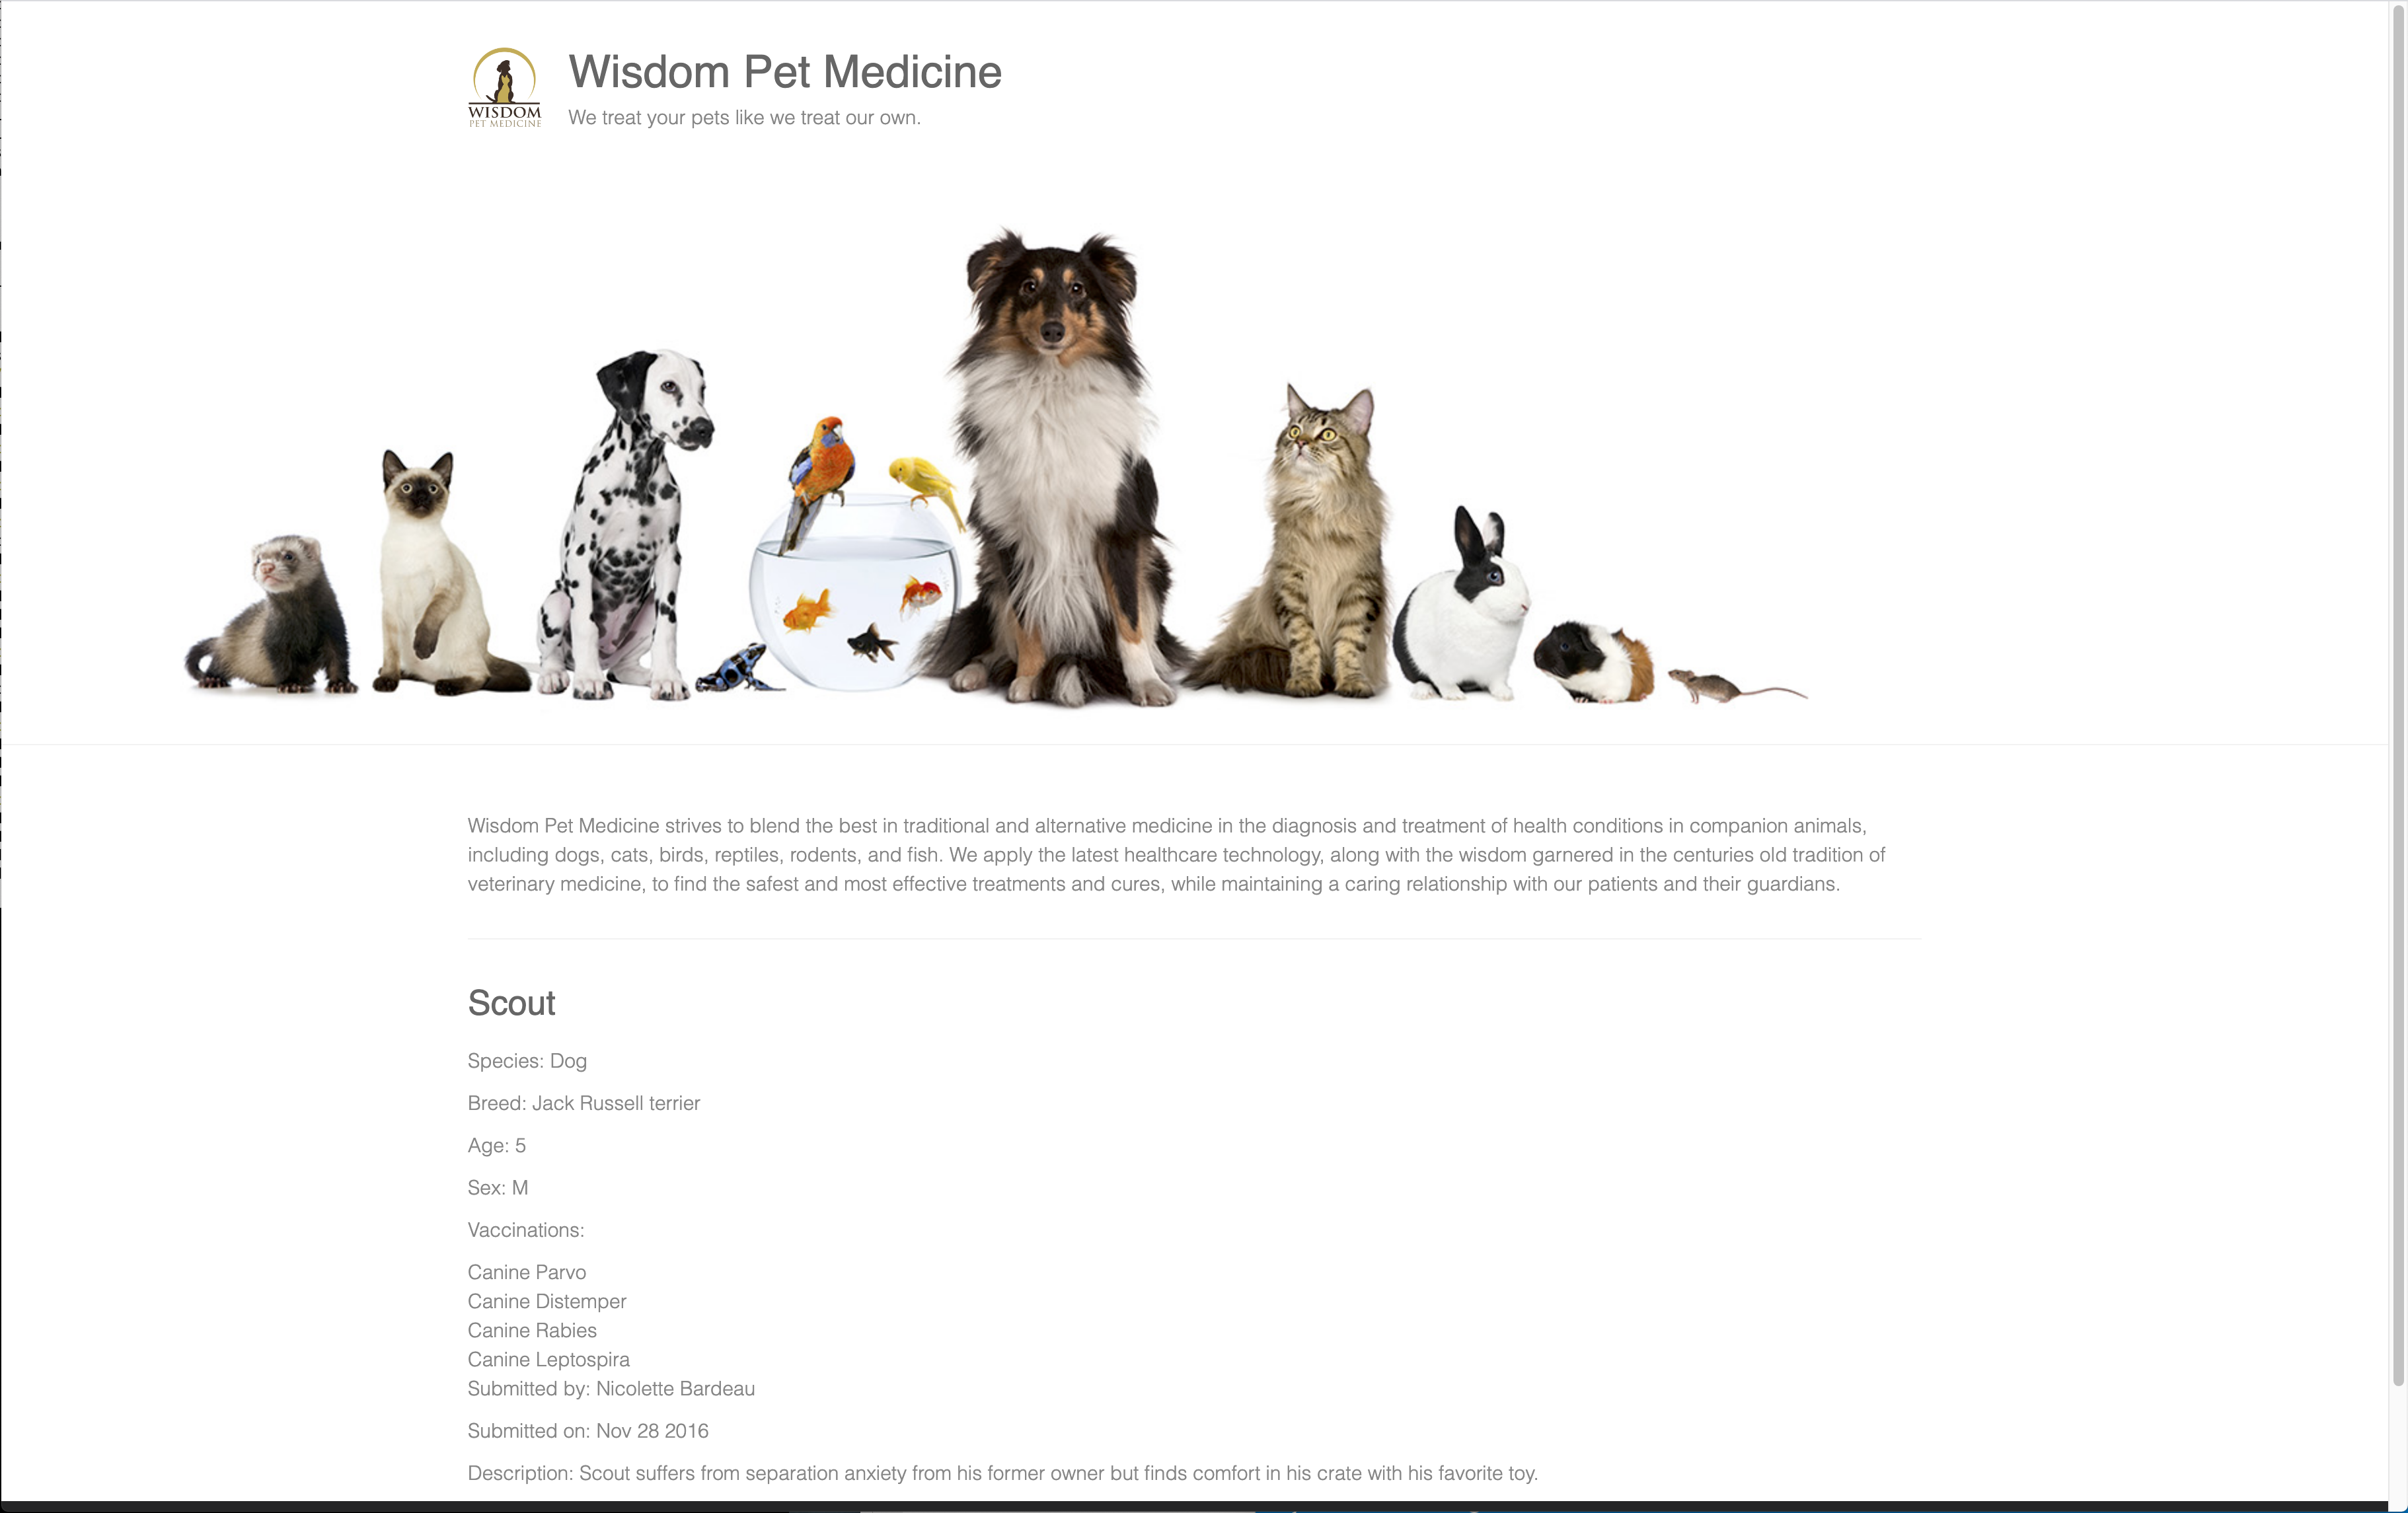 WISDOM
PET MEDICINE
Wisdom Pet Medicine
We treat your pets like we treat our own.
Wisdom Pet Medicine strives to blend the best in traditional and alternative medicine in the diagnosis and treatment of health conditions in companion animals,
including dogs, cats, birds, reptiles, rodents, and fish. We apply the latest healthcare technology, along with the wisdom garnered in the centuries old tradition of
veterinary medicine, to find the safest and most effective treatments and cures, while maintaining a caring relationship with our patients and their guardians.
Scout
Species: Dog
Breed: Jack Russell terrier
Age: 5
Sex: M
Vaccinations:
Canine Parvo
Canine Distemper
Canine Rabies
Canine Leptospira
Submitted by: Nicolette Bardeau
Submitted on: Nov 28 2016
Description: Scout suffers from separation anxiety from his former owner but finds comfort in his crate with his favorite toy.